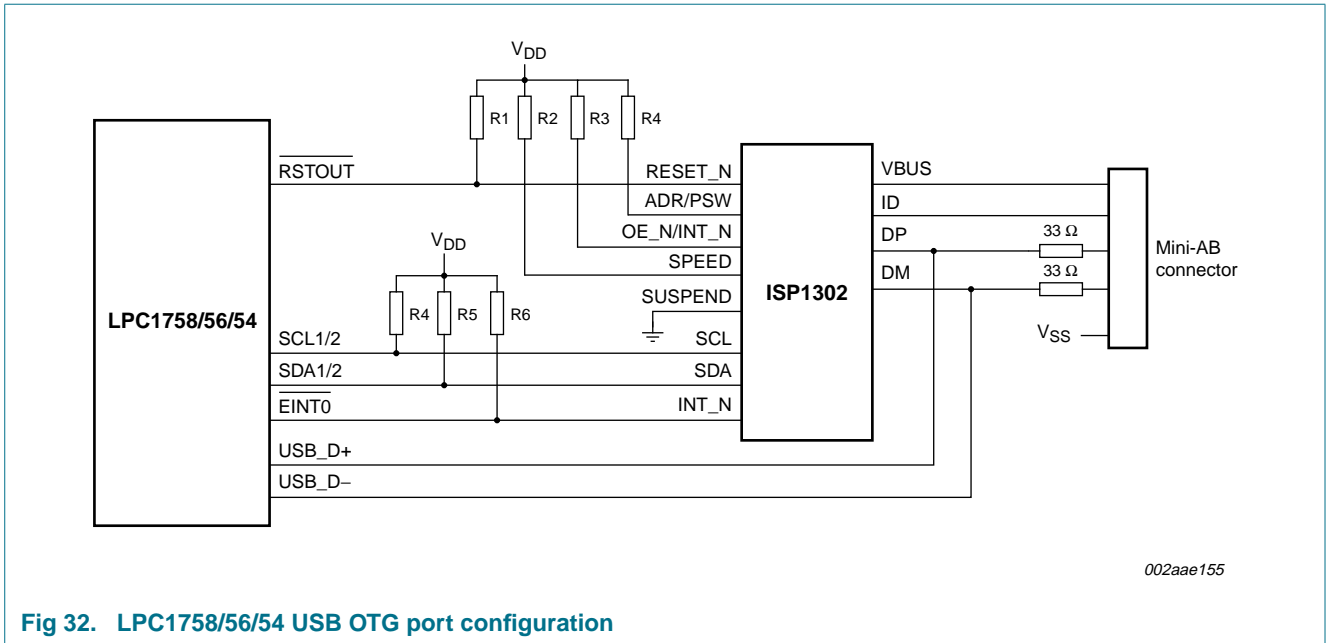 VDD
R1 R2 R3 R4
RSTOUT RESET_N VBUS
ADR/PSW ID
OE_N/INT_N DP 33 Ω
VDD SPEED DM 33 Ω Mini-AB
connector
SUSPEND ISP1302
LPC1758/56/54 R4 R5 R6
VSS
SCL1/2 SCL
SDA1/2 SDA
EINT0 INT_N
USB_D+
USB_D−
002aae155
Fig 32. LPC1758/56/54 USB OTG port configuration